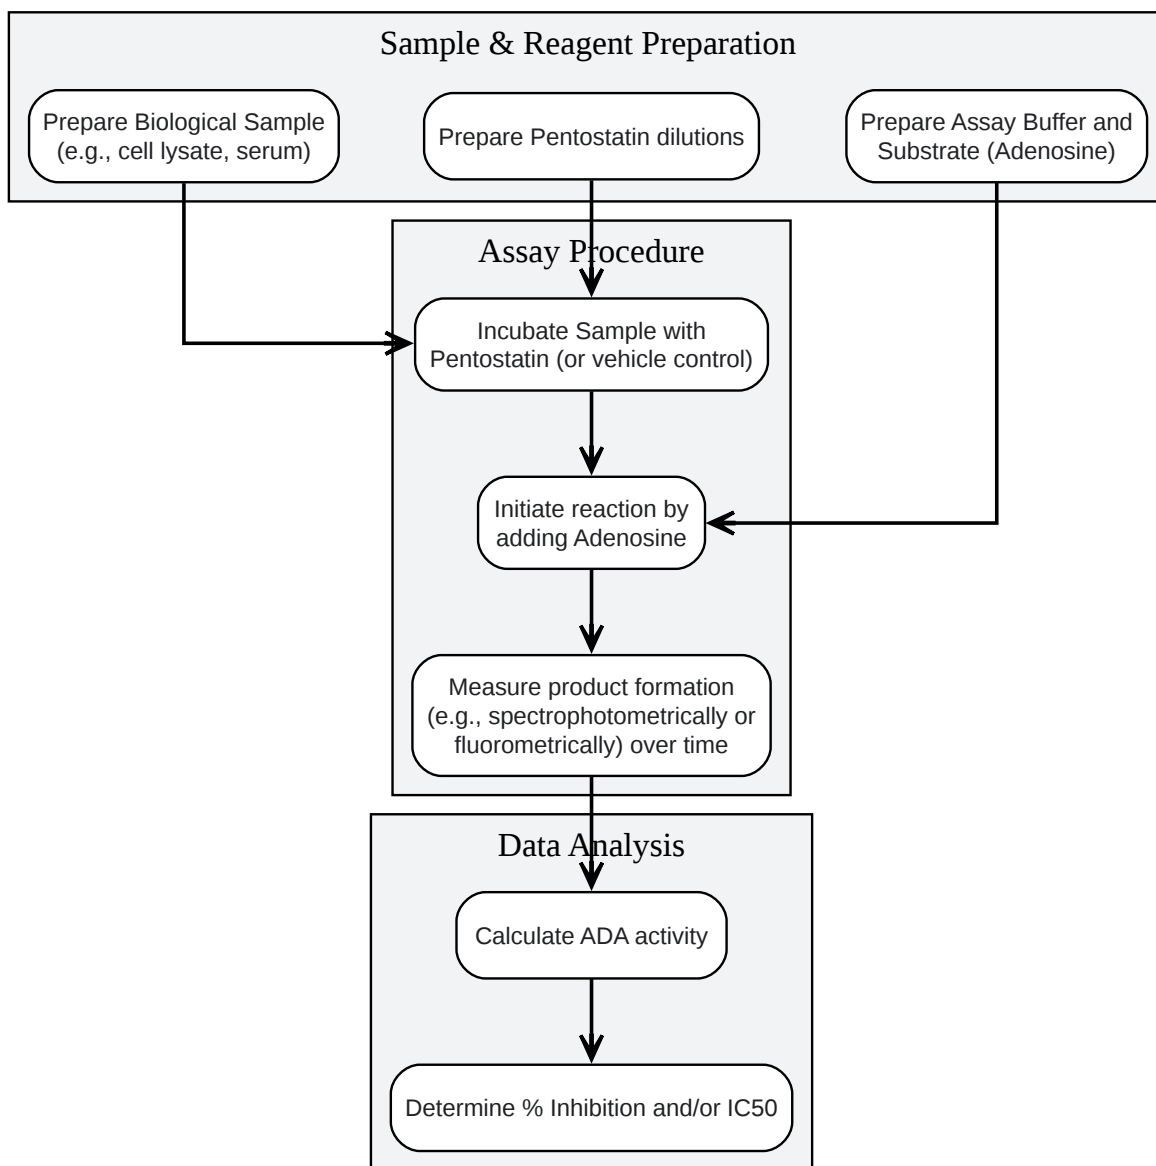 Sample & Reagent Preparation
Prepare Biological Sample
(e.g., cell lysate, serum)
Prepare Pentostatin dilutions
Prepare Assay Buffer and
Substrate (Adenosine)
Assay Procedure
Incubate Sample with
Pentostatin (or vehicle control)
Initiate reaction by
adding Adenosine
Measure product formation
(e.g., spectrophotometrically or
fluorometrically) over time
Data Analysis
Calculate ADA activity
Determine % Inhibition and/or IC50